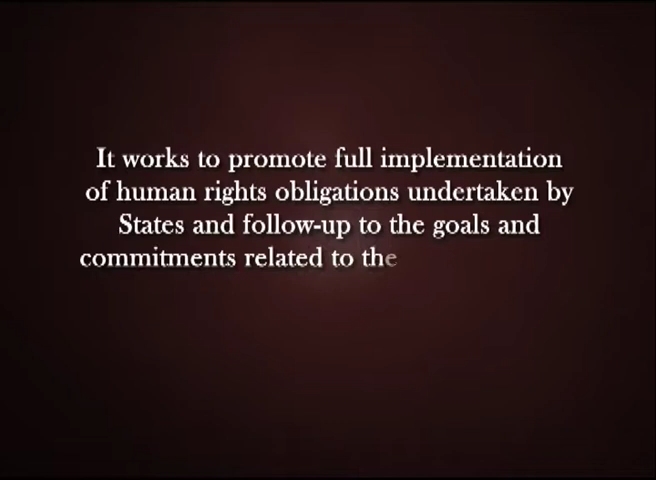 It works to promote full implementation
of human rights obligations undertaken by
States and follow-up to the goals and
commitments related to the